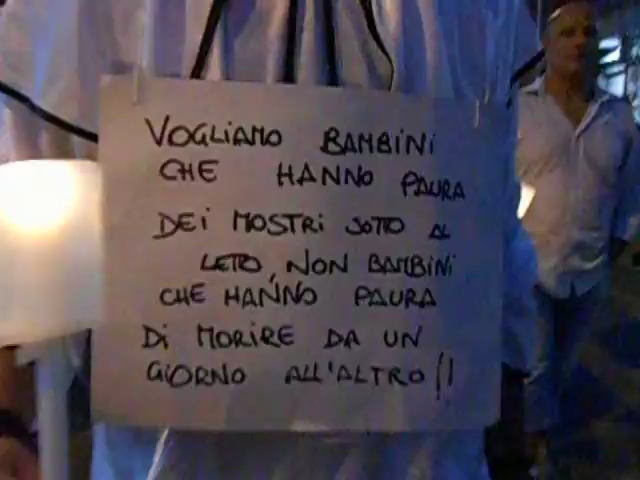 VOGLIAMO BAMBINI
CHE HANNO PAURA
DEI MOSTRI SOTTO AL
LETTO, NON BAMBINI
CHE HANNO PAURA
DI MORIRE DA UN
GIORNO ALL'ALTRO!!